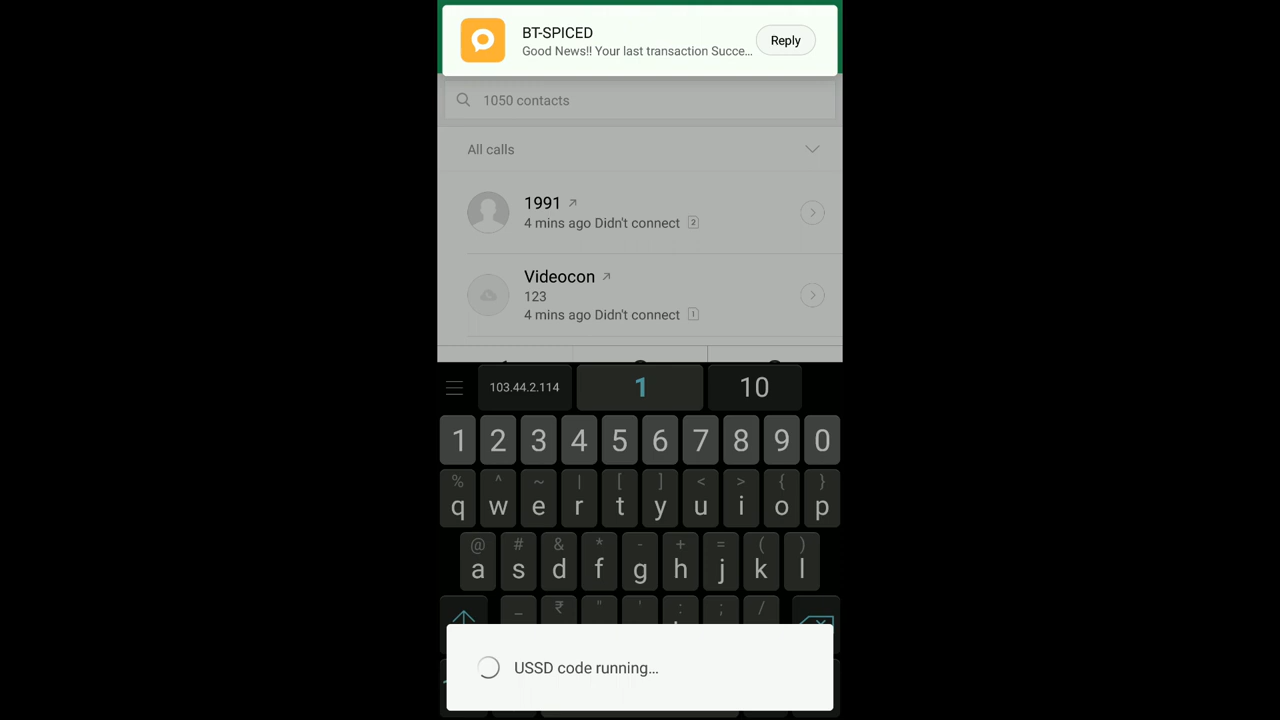 BT-SPICED
Good News!! Your last transaction Succe...
Reply
1050 contacts
All calls
1991
4 mins ago Didn't connect 2
Videocon
123
4 mins ago Didn't connect 1
103.44.2.114 1 10
1 2 3 4 5 6 7 8 9 0
% ^ ~ | [ ] < > { }
q w e r t y u i o p
@ # & * - + = ( )
a s d f g h j k l
_ ₹ " ' : ; /
USSD code running...